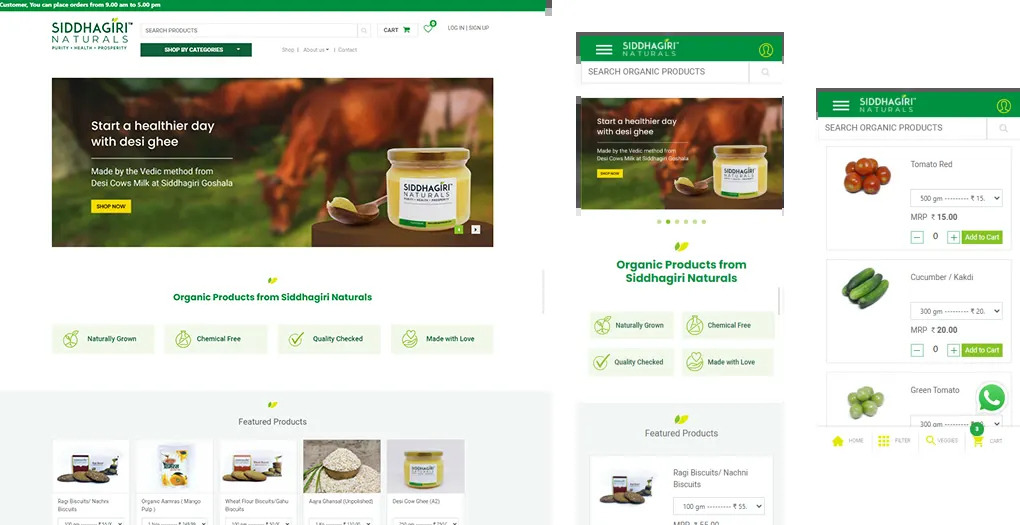 Customer, You can place orders from 9.00 am to 5.00 pm
SIDDHAGIRI™
NATURALS
PURITY • HEALTH • PROSPERITY
SEARCH PRODUCTS
CART
0
LOG IN | SIGN UP
SHOP BY CATEGORIES
Shop | About us | Contact
Start a healthier day
with desi ghee
Made by the Vedic method from
Desi Cows Milk at Siddhagiri Goshala
SHOP NOW
SIDDHAGIRI
NATURALS
PURITY • HEALTH • PROSPERITY
Organic Products from Siddhagiri Naturals
Naturally Grown
Chemical Free
Quality Checked
Made with Love
Featured Products
Ragi Biscuits/ Nachni
Biscuits
Organic Aamras ( Mango
Pulp )
Wheat Flour Biscuits/Gahu
Biscuits
Desi Cow Ghee (A2)
SIDDHAGIRI™
NATURALS
SEARCH ORGANIC PRODUCTS
Start a healthier day
with desi ghee
Made by the Vedic method from
Desi Cows Milk at Siddhagiri Goshala
SHOP NOW
SIDDHAGIRI
NATURALS
Organic Products from
Siddhagiri Naturals
Naturally Grown
Chemical Free
Quality Checked
Made with Love
Featured Products
Ragi Biscuits/ Nachni
Biscuits
100 gm --------- ₹ 55.
MRP ₹ 55.00
SIDDHAGIRI™
NATURALS
SEARCH ORGANIC PRODUCTS
Tomato Red
500 gm --------- ₹ 15.
MRP ₹ 15.00
0
Add to Cart
Cucumber / Kakdi
300 gm --------- ₹ 20.
MRP ₹ 20.00
0
Add to Cart
Green Tomato
300 gm
HOME
FILTER
VEGGIES
CART